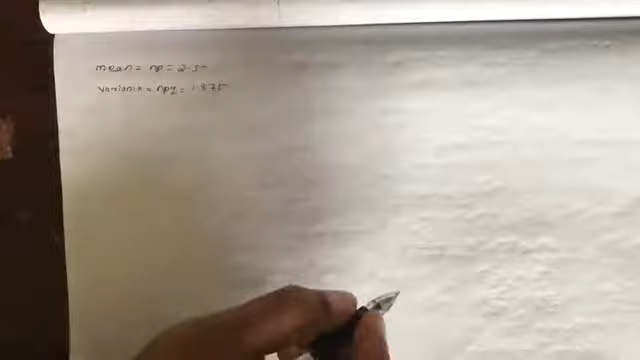 mean = np = 2.5
variance = npq = 1.875